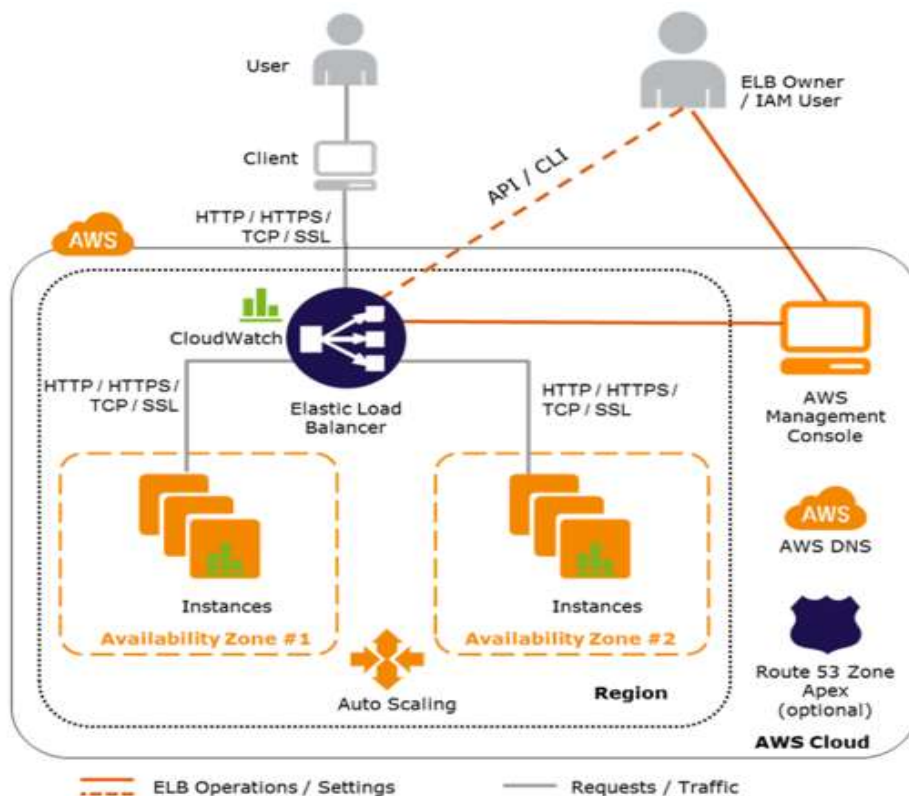 User
ELB Owner
/ IAM User
Client
API / CLI
HTTP / HTTPS /
TCP / SSL
AWS
CloudWatch
HTTP / HTTPS /
TCP / SSL
Elastic Load
Balancer
HTTP / HTTPS /
TCP / SSL
AWS
Management
Console
AWS
AWS DNS
Instances
Availability Zone #1
Instances
Availability Zone #2
Auto Scaling
Region
Route 53 Zone
Apex
(optional)
AWS Cloud
ELB Operations / Settings
Requests / Traffic